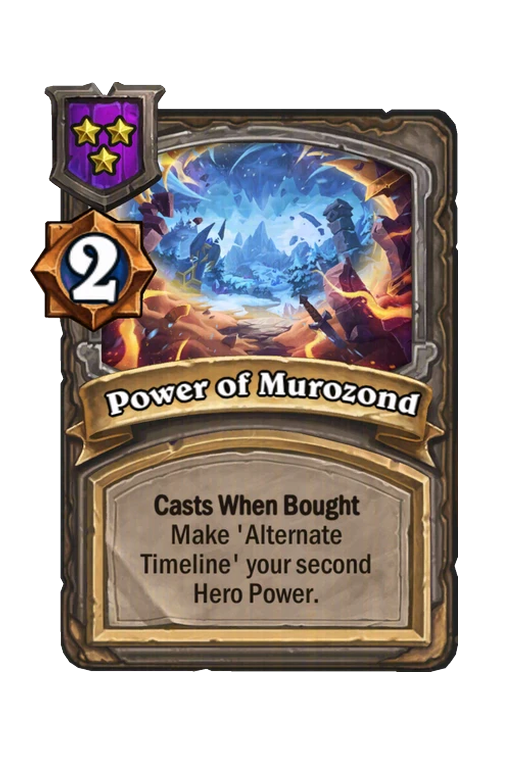 2
Power of Murozond
Casts When Bought
Make 'Alternate
Timeline' your second
Hero Power.